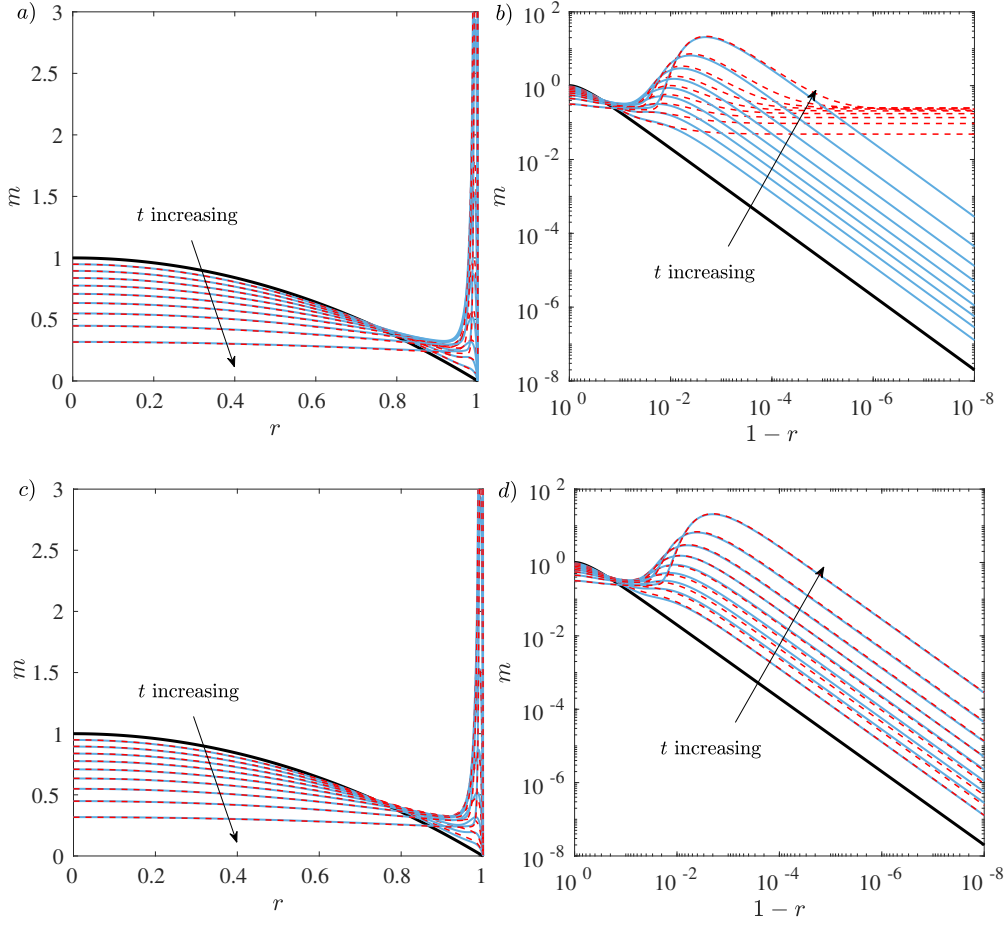 a)
3
2.5
2
1.5
1
0.5
0
m
t increasing
0 0.2 0.4 0.6 0.8 1
r
b)
10^2
10^0
10^-2
10^-4
10^-6
10^-8
m
t increasing
10^0 10^-2 10^-4 10^-6 10^-8
1 − r
c)
3
2.5
2
1.5
1
0.5
0
m
t increasing
0 0.2 0.4 0.6 0.8 1
r
d)
10^2
10^0
10^-2
10^-4
10^-6
10^-8
m
t increasing
10^0 10^-2 10^-4 10^-6 10^-8
1 − r